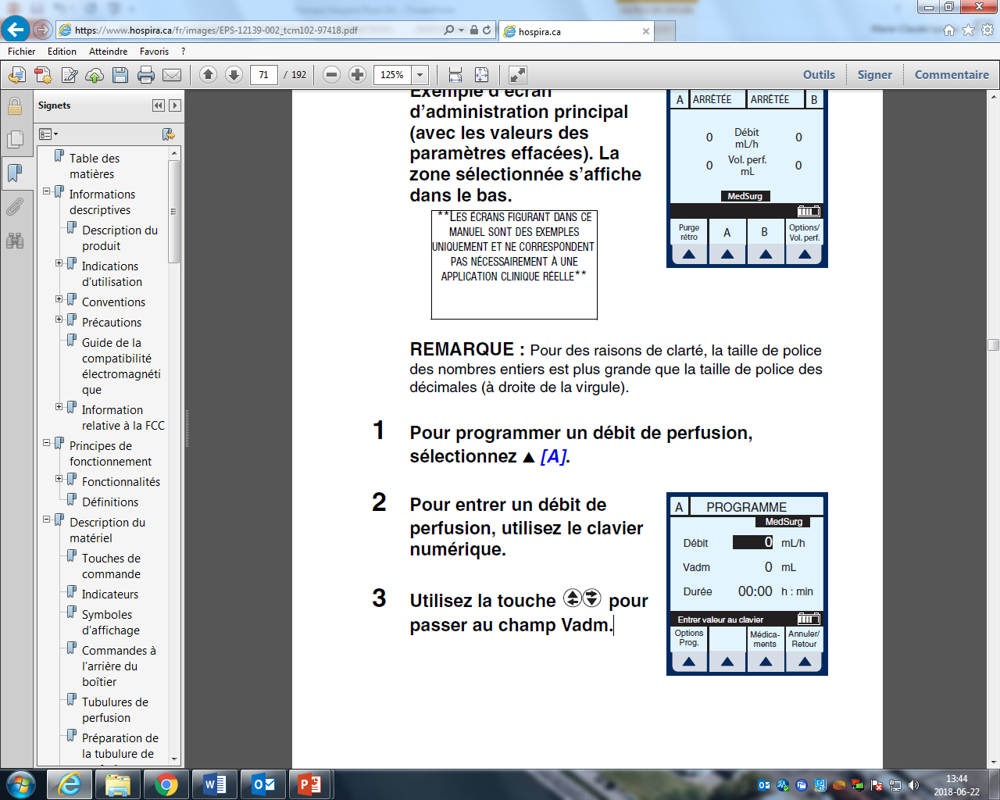 https://www.hospira.ca/fr/images/EPS-12139-002_tcm102-97418.pdf
hospira.ca
Fichier Edition Atteindre Favoris ?
71 / 192 125% Outils Signer Commentaire
Signets
Table des
matières
Informations
descriptives
Description du
produit
Indications
d'utilisation
Conventions
Précautions
Guide de la
compatibilité
électromagnéti
que
Information
relative à la FCC
Principes de
fonctionnement
Fonctionnalités
Définitions
Description du
matériel
Touches de
commande
Indicateurs
Symboles
d'affichage
Commandes à
l'arrière du
boîtier
Tubulures de
perfusion
Préparation de
la tubulure de
Exemple d'écran
d'administration principal
(avec les valeurs des
paramètres effacées). La
zone sélectionnée s'affiche
dans le bas.
**LES ÉCRANS FIGURANT DANS CE
MANUEL SONT DES EXEMPLES
UNIQUEMENT ET NE CORRESPONDENT
PAS NÉCESSAIREMENT À UNE
APPLICATION CLINIQUE RÉELLE**
A ARRÊTÉE ARRÊTÉE B
0 Débit 0
mL/h
0 Vol. perf. 0
mL
MedSurg
Purge
rétro
A
B
Options/
Vol. perf.
REMARQUE : Pour des raisons de clarté, la taille de police
des nombres entiers est plus grande que la taille de police des
décimales (à droite de la virgule).
1 Pour programmer un débit de perfusion,
sélectionnez ▲ [A].
2 Pour entrer un débit de
perfusion, utilisez le clavier
numérique.
3 Utilisez la touche pour
passer au champ Vadm.
A PROGRAMME
MedSurg
Débit 0 mL/h
Vadm 0 mL
Durée 00:00 h : min
Entrer valeur au clavier
Options
Prog.
Médica-
ments
Annuler/
Retour
13:44
2018-06-22